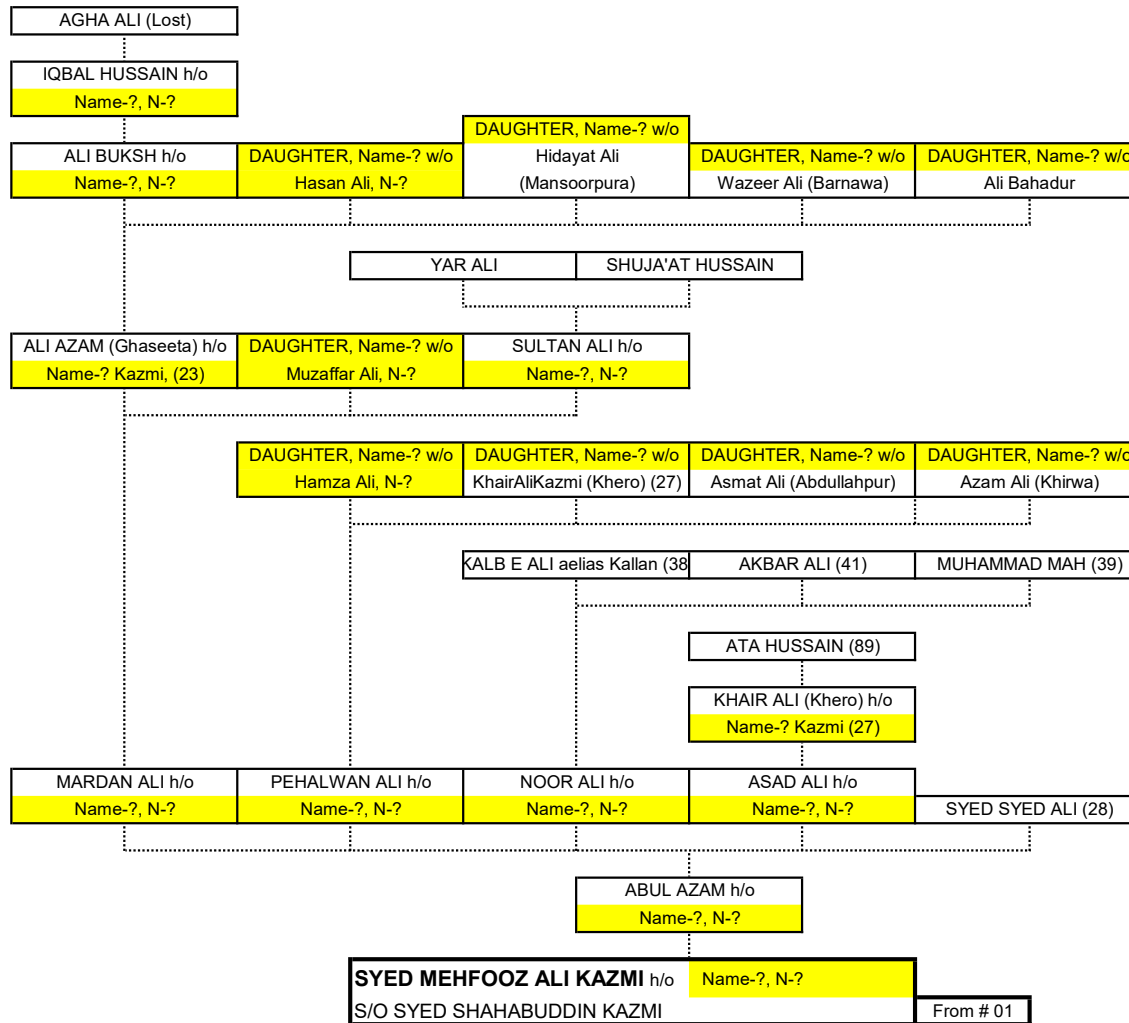 AGHA ALI (Lost)
IQBAL HUSSAIN h/o
Name-?, N-?
DAUGHTER, Name-? w/o
ALI BUKSH h/o DAUGHTER, Name-? w/o Hidayat Ali DAUGHTER, Name-? w/o DAUGHTER, Name-? w/o
Name-?, N-? Hasan Ali, N-? (Mansoorpura) Wazeer Ali (Barnawa) Ali Bahadur
YAR ALI SHUJA'AT HUSSAIN
ALI AZAM (Ghaseeta) h/o DAUGHTER, Name-? w/o SULTAN ALI h/o
Name-? Kazmi, (23) Muzaffar Ali, N-? Name-?, N-?
DAUGHTER, Name-? w/o DAUGHTER, Name-? w/o DAUGHTER, Name-? w/o DAUGHTER, Name-? w/o
Hamza Ali, N-? KhairAliKazmi (Khero) (27) Asmat Ali (Abdullahpur) Azam Ali (Khirwa)
KALB E ALI aelias Kallan (38 AKBAR ALI (41) MUHAMMAD MAH (39)
ATA HUSSAIN (89)
KHAIR ALI (Khero) h/o
Name-? Kazmi (27)
MARDAN ALI h/o PEHALWAN ALI h/o NOOR ALI h/o ASAD ALI h/o
Name-?, N-? Name-?, N-? Name-?, N-? Name-?, N-? SYED SYED ALI (28)
ABUL AZAM h/o
Name-?, N-?
SYED MEHFOOZ ALI KAZMI h/o Name-?, N-?
S/O SYED SHAHABUDDIN KAZMI From # 01